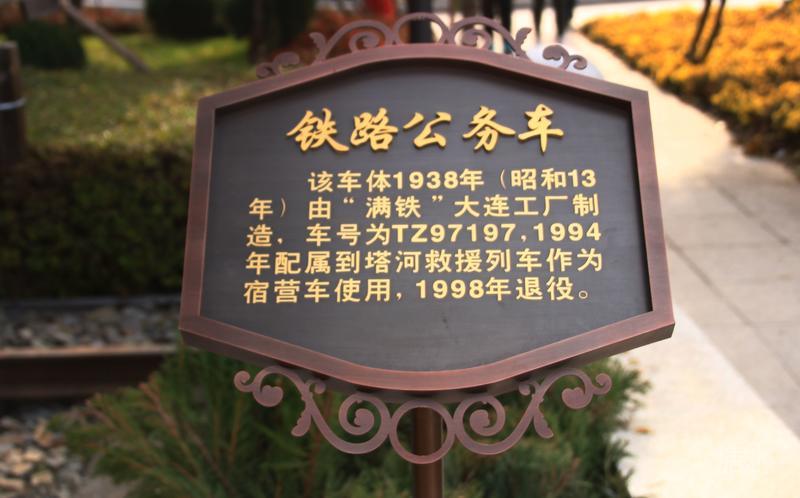 铁路公务车
该车体1938年（昭和13
年）由“满铁”大连工厂制
造，车号为TZ97197,1994
年配属到塔河救援列车作为
宿营车使用，1998年退役。